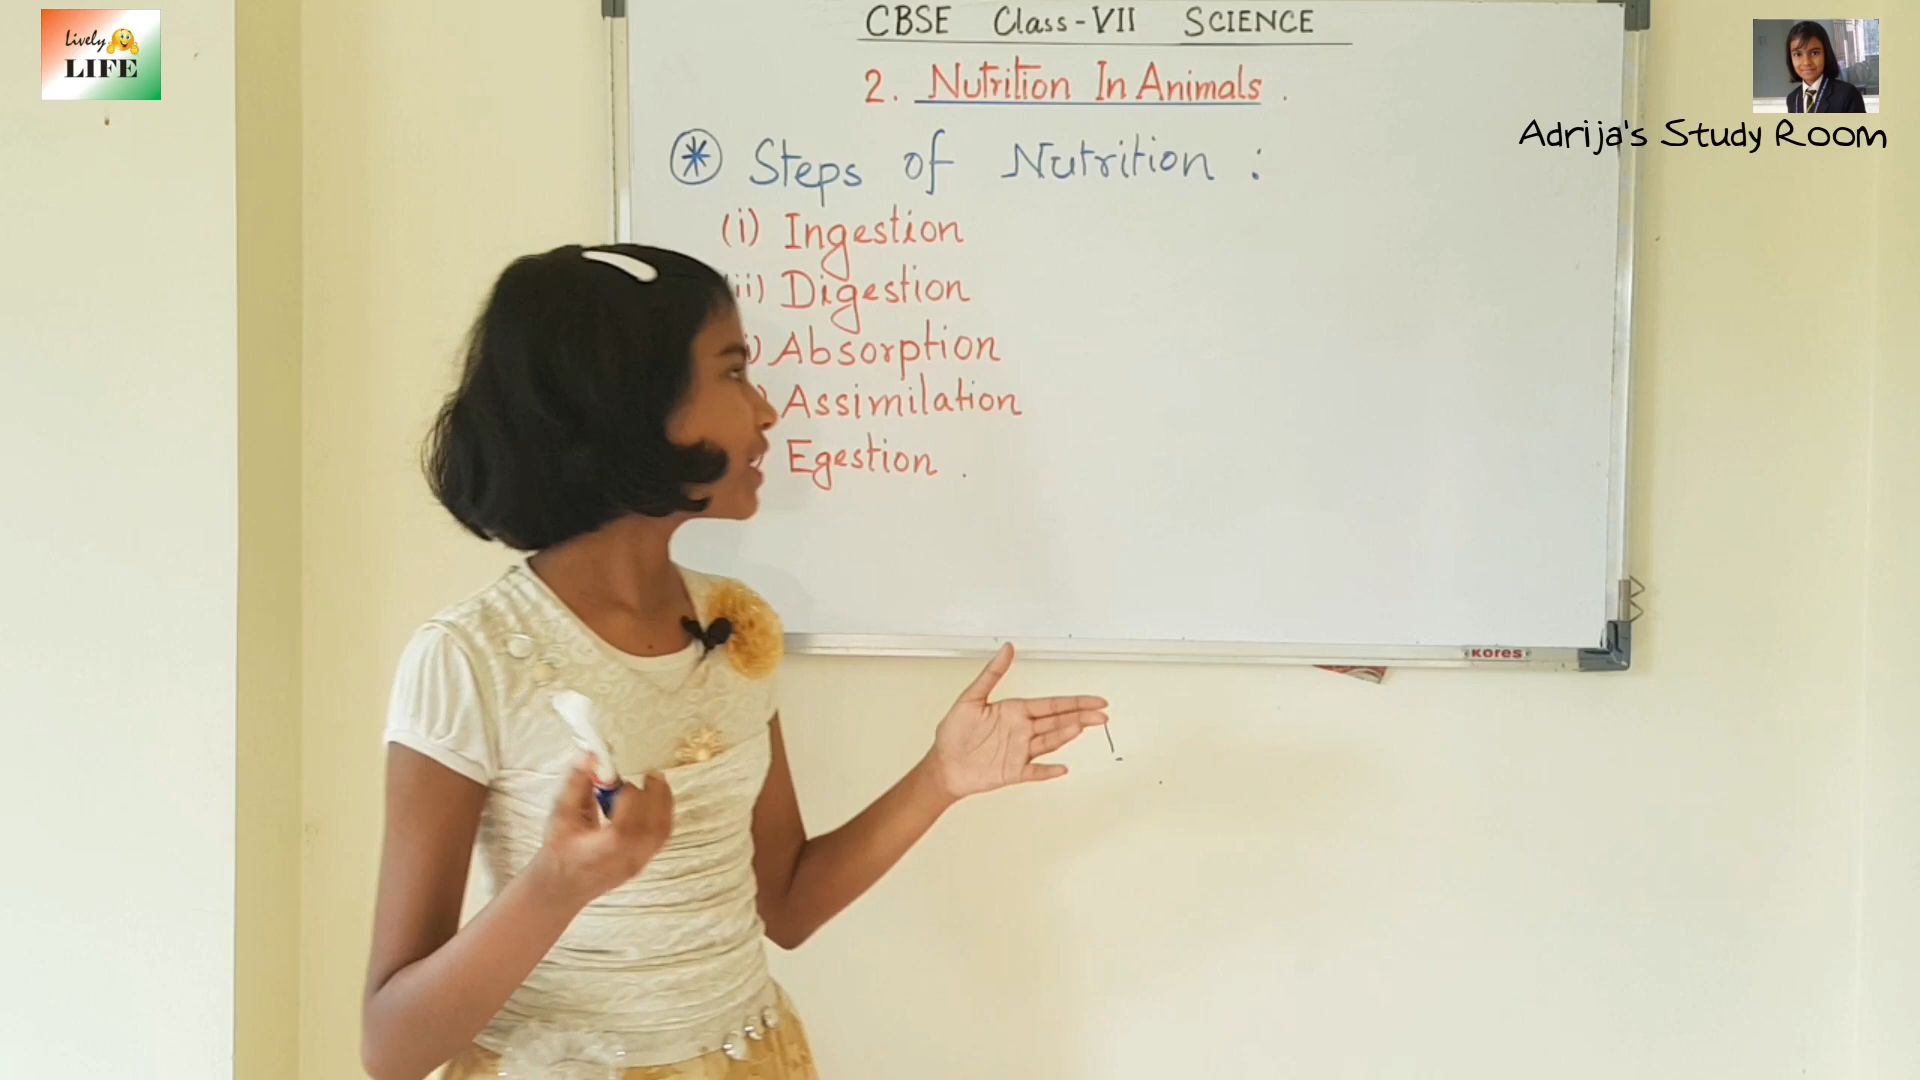 Lively
LIFE
CBSE Class-VII SCIENCE
2. Nutrition In Animals.
Adrija's Study Room
* Steps of Nutrition :
(i) Ingestion
ii) Digestion
i) Absorption
) Assimilation
Egestion.
Kores